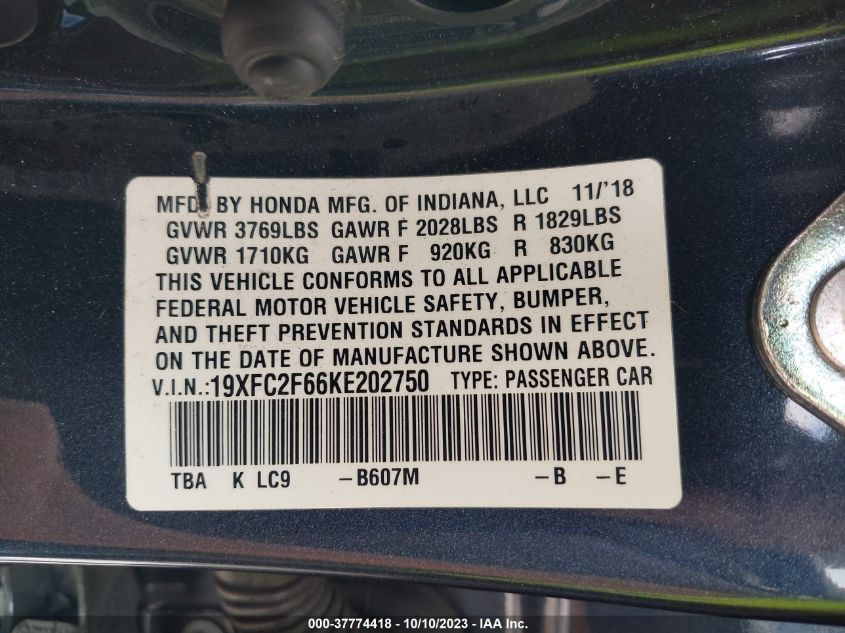 MFD. BY HONDA MFG. OF INDIANA, LLC 11/'18
GVWR 3769LBS GAWR F 2028LBS R 1829LBS
GVWR 1710KG GAWR F 920KG R 830KG
THIS VEHICLE CONFORMS TO ALL APPLICABLE
FEDERAL MOTOR VEHICLE SAFETY, BUMPER,
AND THEFT PREVENTION STANDARDS IN EFFECT
ON THE DATE OF MANUFACTURE SHOWN ABOVE.
V.I.N.:19XFC2F66KE202750 TYPE: PASSENGER CAR
TBA K LC9 -B607M -B -E
000-37774418 - 10/10/2023 - IAA Inc.